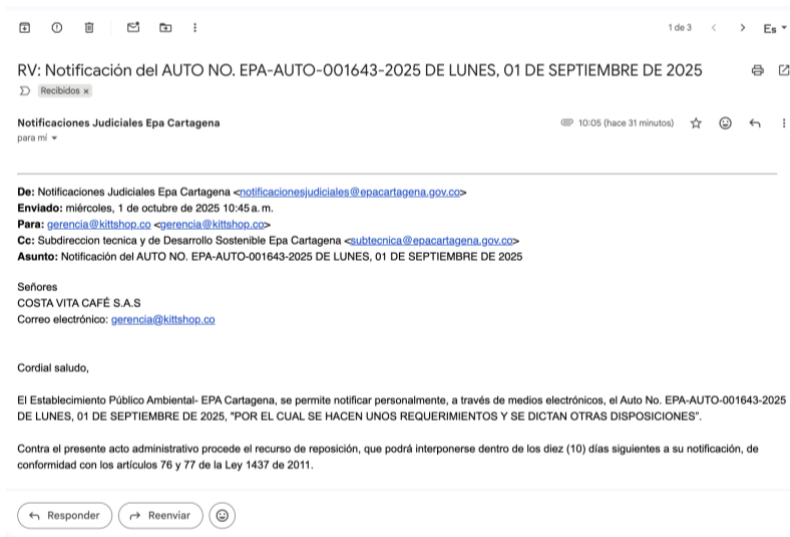 1 de 3
Es
RV: Notificación del AUTO NO. EPA-AUTO-001643-2025 DE LUNES, 01 DE SEPTIEMBRE DE 2025
Recibidos ×
Notificaciones Judiciales Epa Cartagena
10:05 (hace 31 minutos)
para mí
De: Notificaciones Judiciales Epa Cartagena <notificacionesjudiciales@epacartagena.gov.co>
Enviado: miércoles, 1 de octubre de 2025 10:45 a. m.
Para: gerencia@kittshop.co <gerencia@kittshop.co>
Cc: Subdireccion tecnica y de Desarrollo Sostenible Epa Cartagena <subtecnica@epacartagena.gov.co>
Asunto: Notificación del AUTO NO. EPA-AUTO-001643-2025 DE LUNES, 01 DE SEPTIEMBRE DE 2025
Señores
COSTA VITA CAFÉ S.A.S
Correo electrónico: gerencia@kittshop.co
Cordial saludo,
El Establecimiento Público Ambiental- EPA Cartagena, se permite notificar personalmente, a través de medios electrónicos, el Auto No. EPA-AUTO-001643-2025
DE LUNES, 01 DE SEPTIEMBRE DE 2025, "POR EL CUAL SE HACEN UNOS REQUERIMIENTOS Y SE DICTAN OTRAS DISPOSICIONES".
Contra el presente acto administrativo procede el recurso de reposición, que podrá interponerse dentro de los diez (10) días siguientes a su notificación, de
conformidad con los artículos 76 y 77 de la Ley 1437 de 2011.
Responder
Reenviar